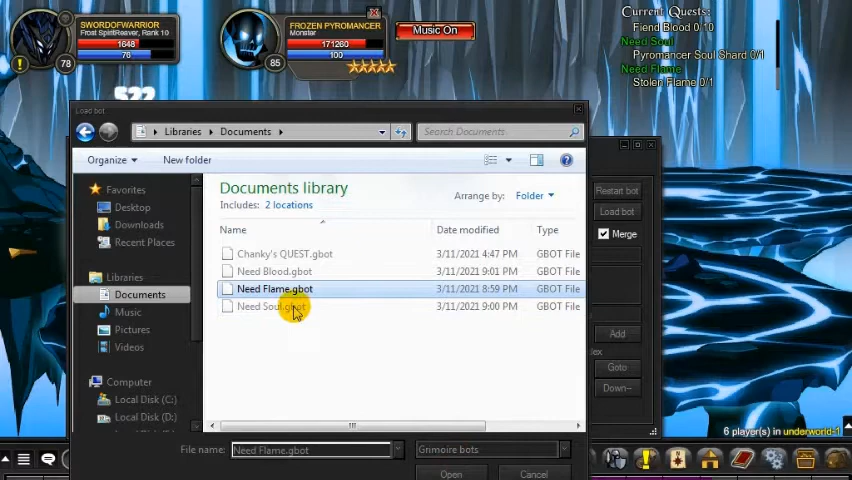 SWORDOFWARRIOR
Frost SpiritReaver, Rank 10
1648
76
78
FROZEN PYROMANCER
Monster
171260
100
85
Music On
Current Quests:
Fiend Blood 0/10
Need Soul
Pyromancer Soul Shard 0/1
Need Flame
Stolen Flame 0/1
522
Load bot
Libraries
Documents
Search Documents
Organize
New folder
Favorites
Desktop
Downloads
Recent Places
Libraries
Documents
Music
Pictures
Videos
Computer
Local Disk (C:)
Local Disk (D:)
Documents library
Includes: 2 locations
Arrange by: Folder
Name Date modified Type
Chanky's QUEST.gbot 3/11/2021 4:47 PM GBOT File
Need Blood.gbot 3/11/2021 9:01 PM GBOT File
Need Flame.gbot 3/11/2021 8:59 PM GBOT File
Need Soul.gbot 3/11/2021 9:00 PM GBOT File
File name: Need Flame.gbot
Grimoire bots
Open
Cancel
Restart bot
Load bot
Merge
Add
Goto
Down~
6 player(s) in underworld-1